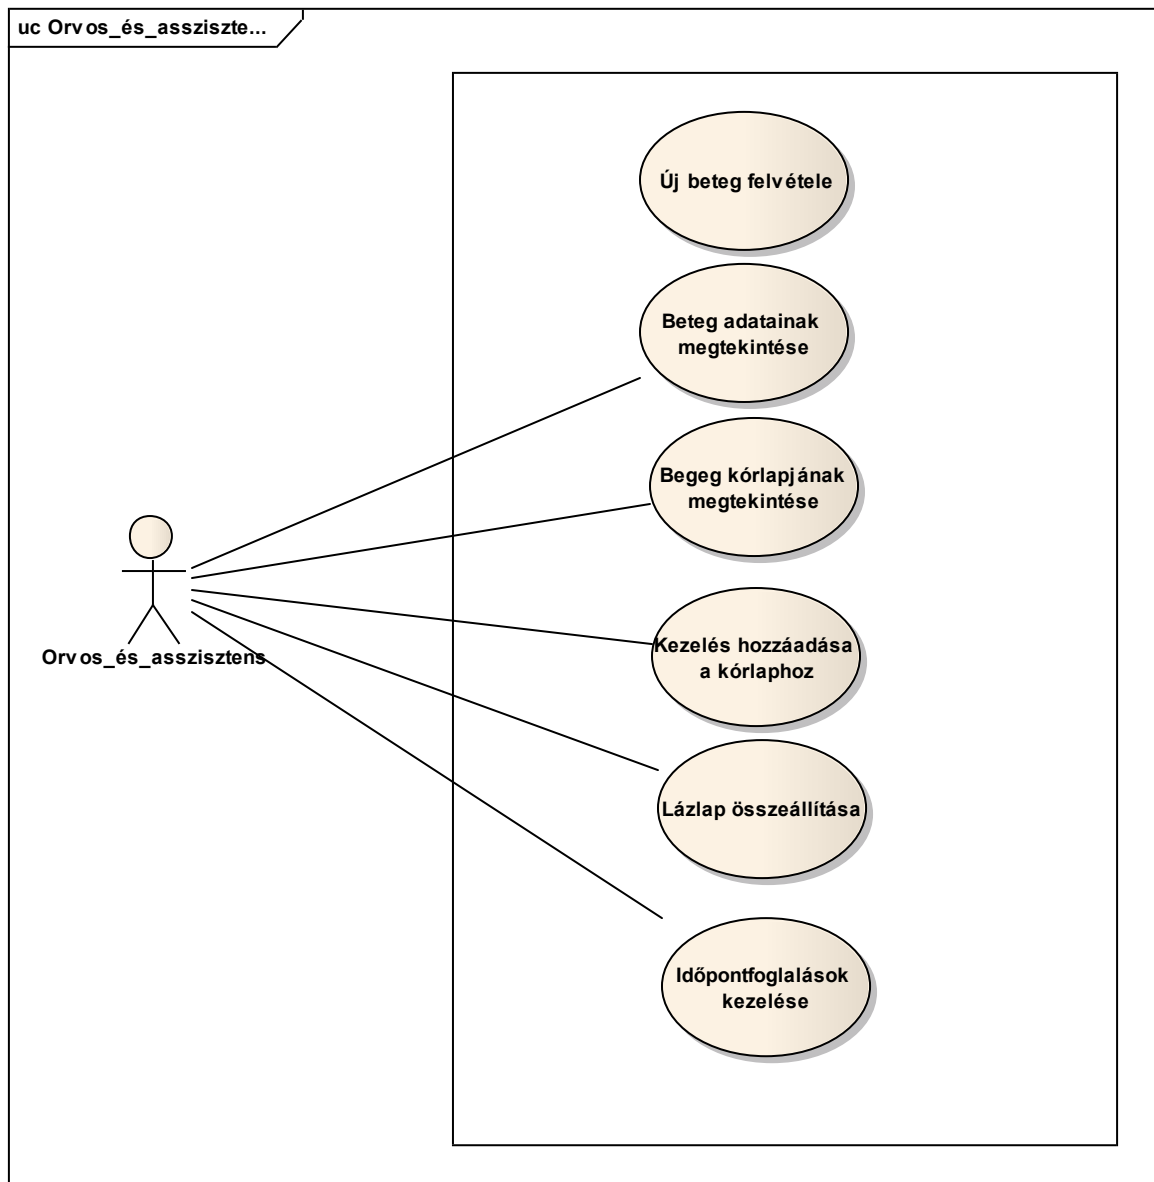 uc Orvos_és_assziszte...
Új beteg felvétele
Beteg adatainak
megtekintése
Begeg kórlapjának
megtekintése
Orvos_és_asszisztens
Kezelés hozzáadása
a kórlaphoz
Lázlap összeállítása
Időpontfoglalások
kezelése